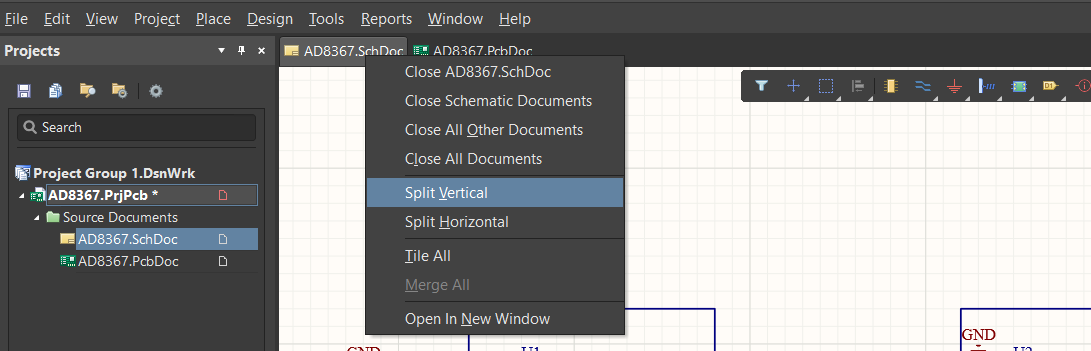 File Edit View Project Place Design Tools Reports Window Help
Projects
AD8367.SchDoc AD8367.PcbDoc
Search
Project Group 1.DsnWrk
AD8367.PrjPcb *
Source Documents
AD8367.SchDoc
AD8367.PcbDoc
Close AD8367.SchDoc
Close Schematic Documents
Close All Other Documents
Close All Documents
Split Vertical
Split Horizontal
Tile All
Merge All
Open In New Window
GND
GND
U1